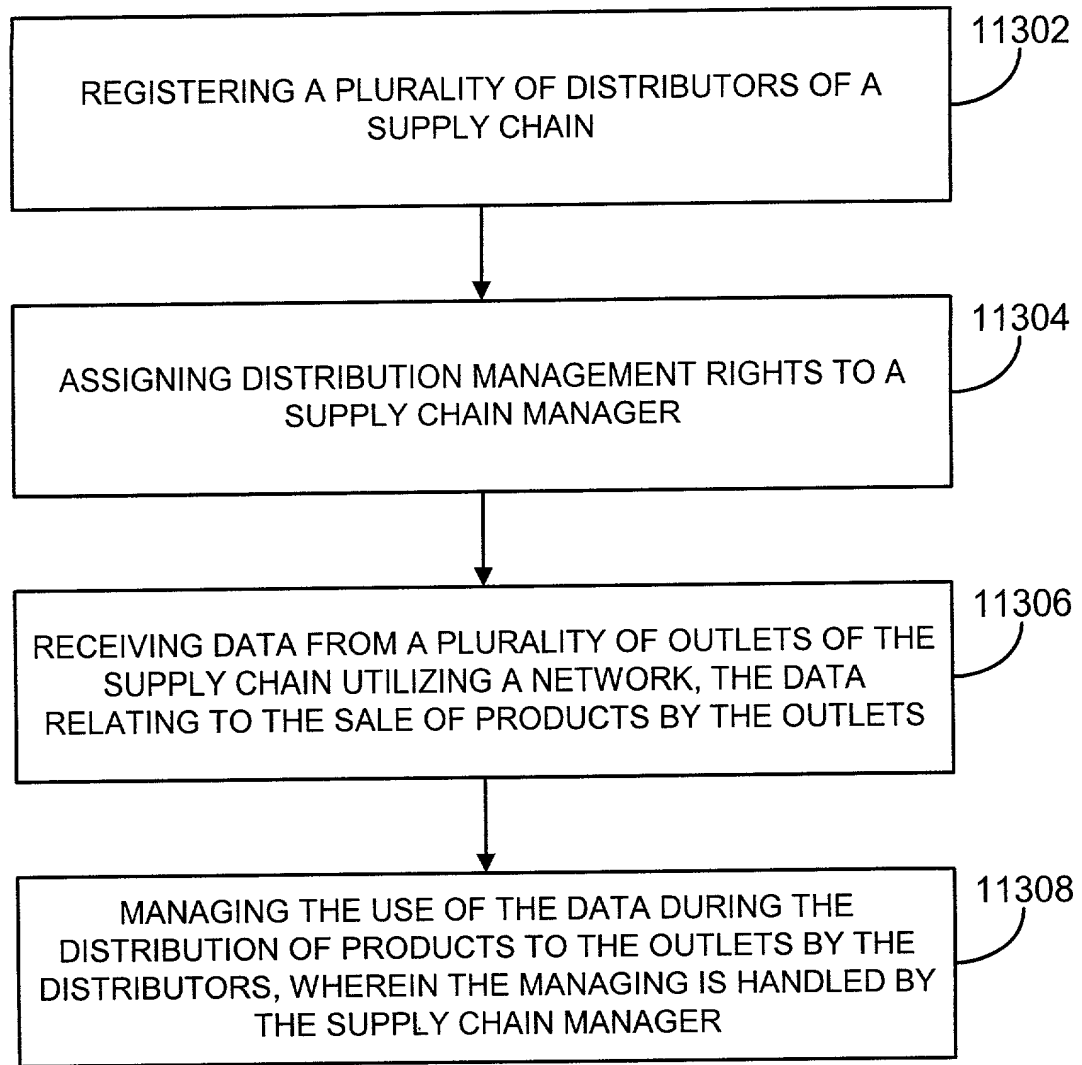 11302
REGISTERING A PLURALITY OF DISTRIBUTORS OF A
SUPPLY CHAIN
11304
ASSIGNING DISTRIBUTION MANAGEMENT RIGHTS TO A
SUPPLY CHAIN MANAGER
11306
RECEIVING DATA FROM A PLURALITY OF OUTLETS OF THE
SUPPLY CHAIN UTILIZING A NETWORK, THE DATA
RELATING TO THE SALE OF PRODUCTS BY THE OUTLETS
11308
MANAGING THE USE OF THE DATA DURING THE
DISTRIBUTION OF PRODUCTS TO THE OUTLETS BY THE
DISTRIBUTORS, WHEREIN THE MANAGING IS HANDLED BY
THE SUPPLY CHAIN MANAGER